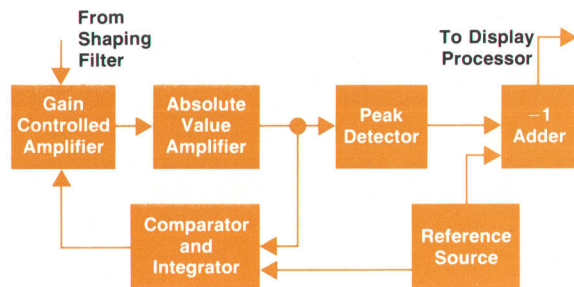 From
Shaping
Filter
To Display
Processor
Gain
Controlled
Amplifier
Absolute
Value
Amplifier
Peak
Detector
−1
Adder
Comparator
and
Integrator
Reference
Source